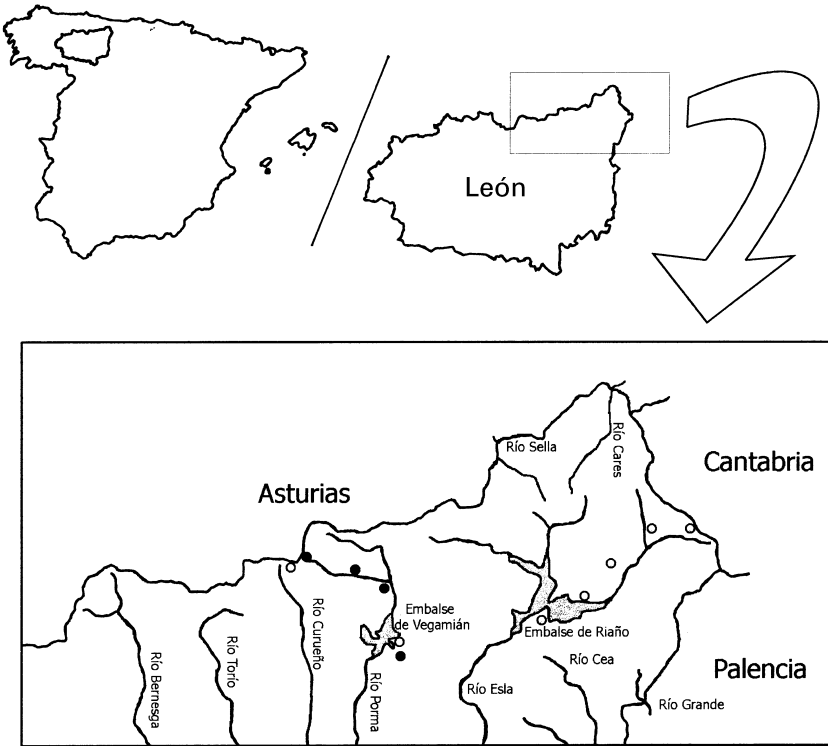 León
Río Sella
Río Cares
Cantabria
Asturias
Embalse
de Vegamián
Embalse de Riaño
Río Curueño
Río Torío
Río Bernesga
Río Porma
Río Esla
Río Cea
Palencia
Río Grande